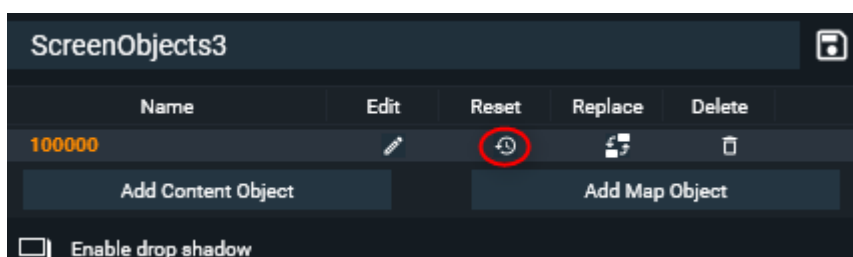 ScreenObjects3
Name Edit Reset Replace Delete
100000
Add Content Object Add Map Object
Enable drop shadow